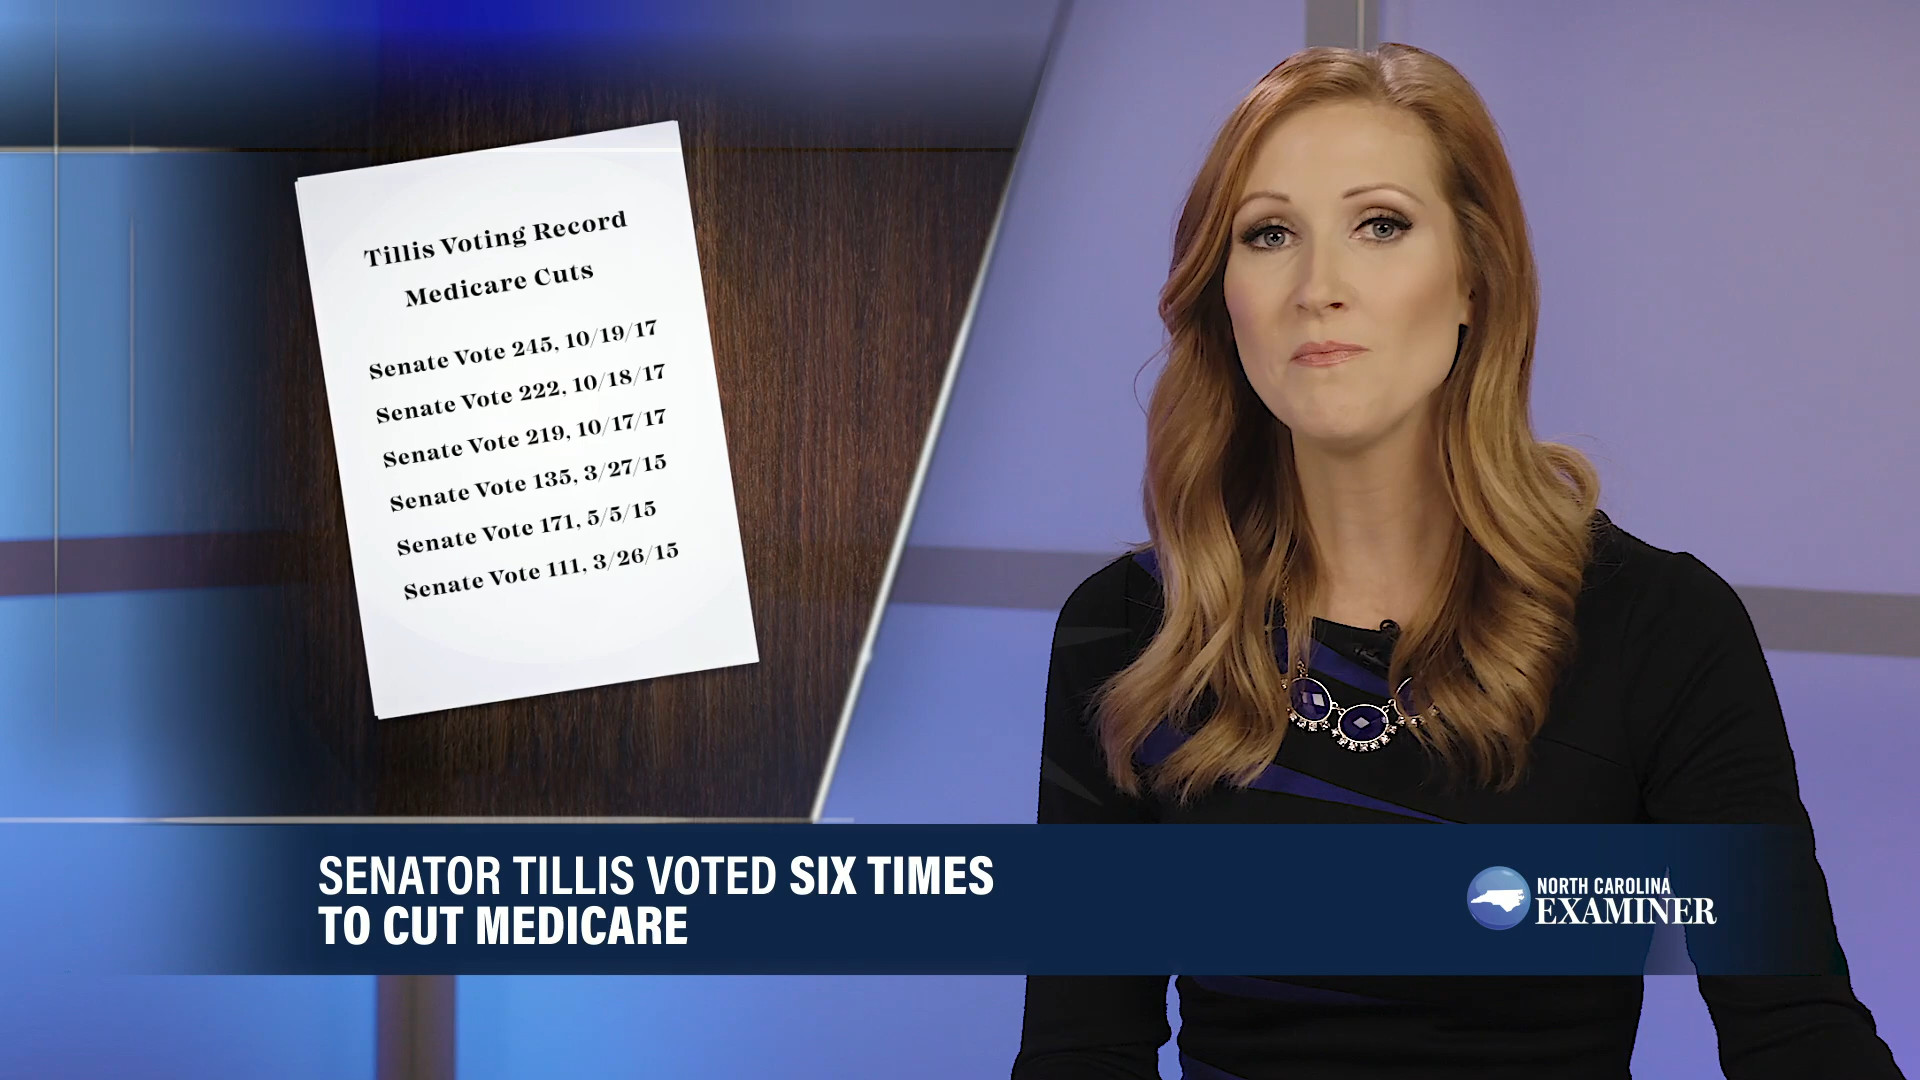 Tillis Voting Record
Medicare Cuts
Senate Vote 245, 10/19/17
Senate Vote 222, 10/18/17
Senate Vote 219, 10/17/17
Senate Vote 135, 3/27/15
Senate Vote 171, 5/5/15
Senate Vote 111, 3/26/15
SENATOR TILLIS VOTED SIX TIMES
TO CUT MEDICARE
NORTH CAROLINA
EXAMINER